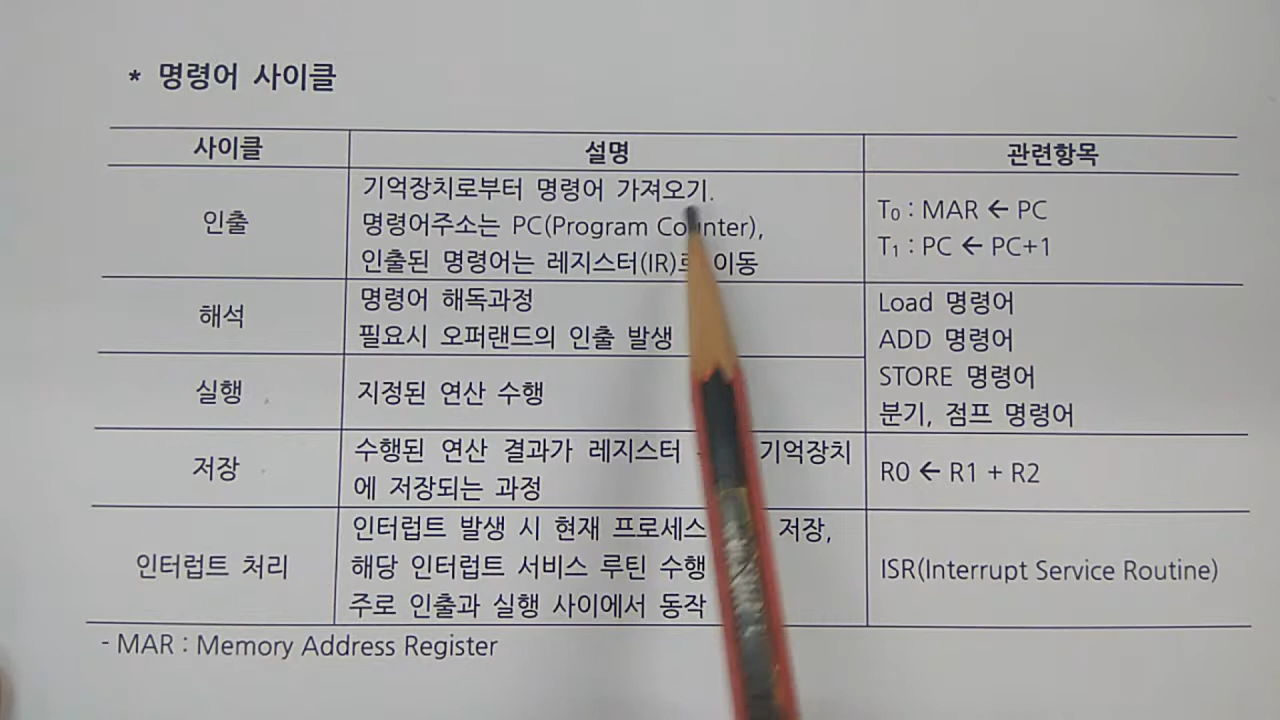 * 명령어 사이클
사이클 설명 관련항목
인출
기억장치로부터 명령어 가져오기.
명령어주소는 PC(Program Counter),
인출된 명령어는 레지스터(IR)로 이동
T₀ : MAR ← PC
T₁ : PC ← PC+1
해석
명령어 해독과정
필요시 오퍼랜드의 인출 발생
실행
지정된 연산 수행
Load 명령어
ADD 명령어
STORE 명령어
분기, 점프 명령어
저장
수행된 연산 결과가 레지스터 기억장치
에 저장되는 과정
R0 ← R1 + R2
인터럽트 처리
인터럽트 발생 시 현재 프로세스 저장,
해당 인터럽트 서비스 루틴 수행
주로 인출과 실행 사이에서 동작
ISR(Interrupt Service Routine)
- MAR : Memory Address Register